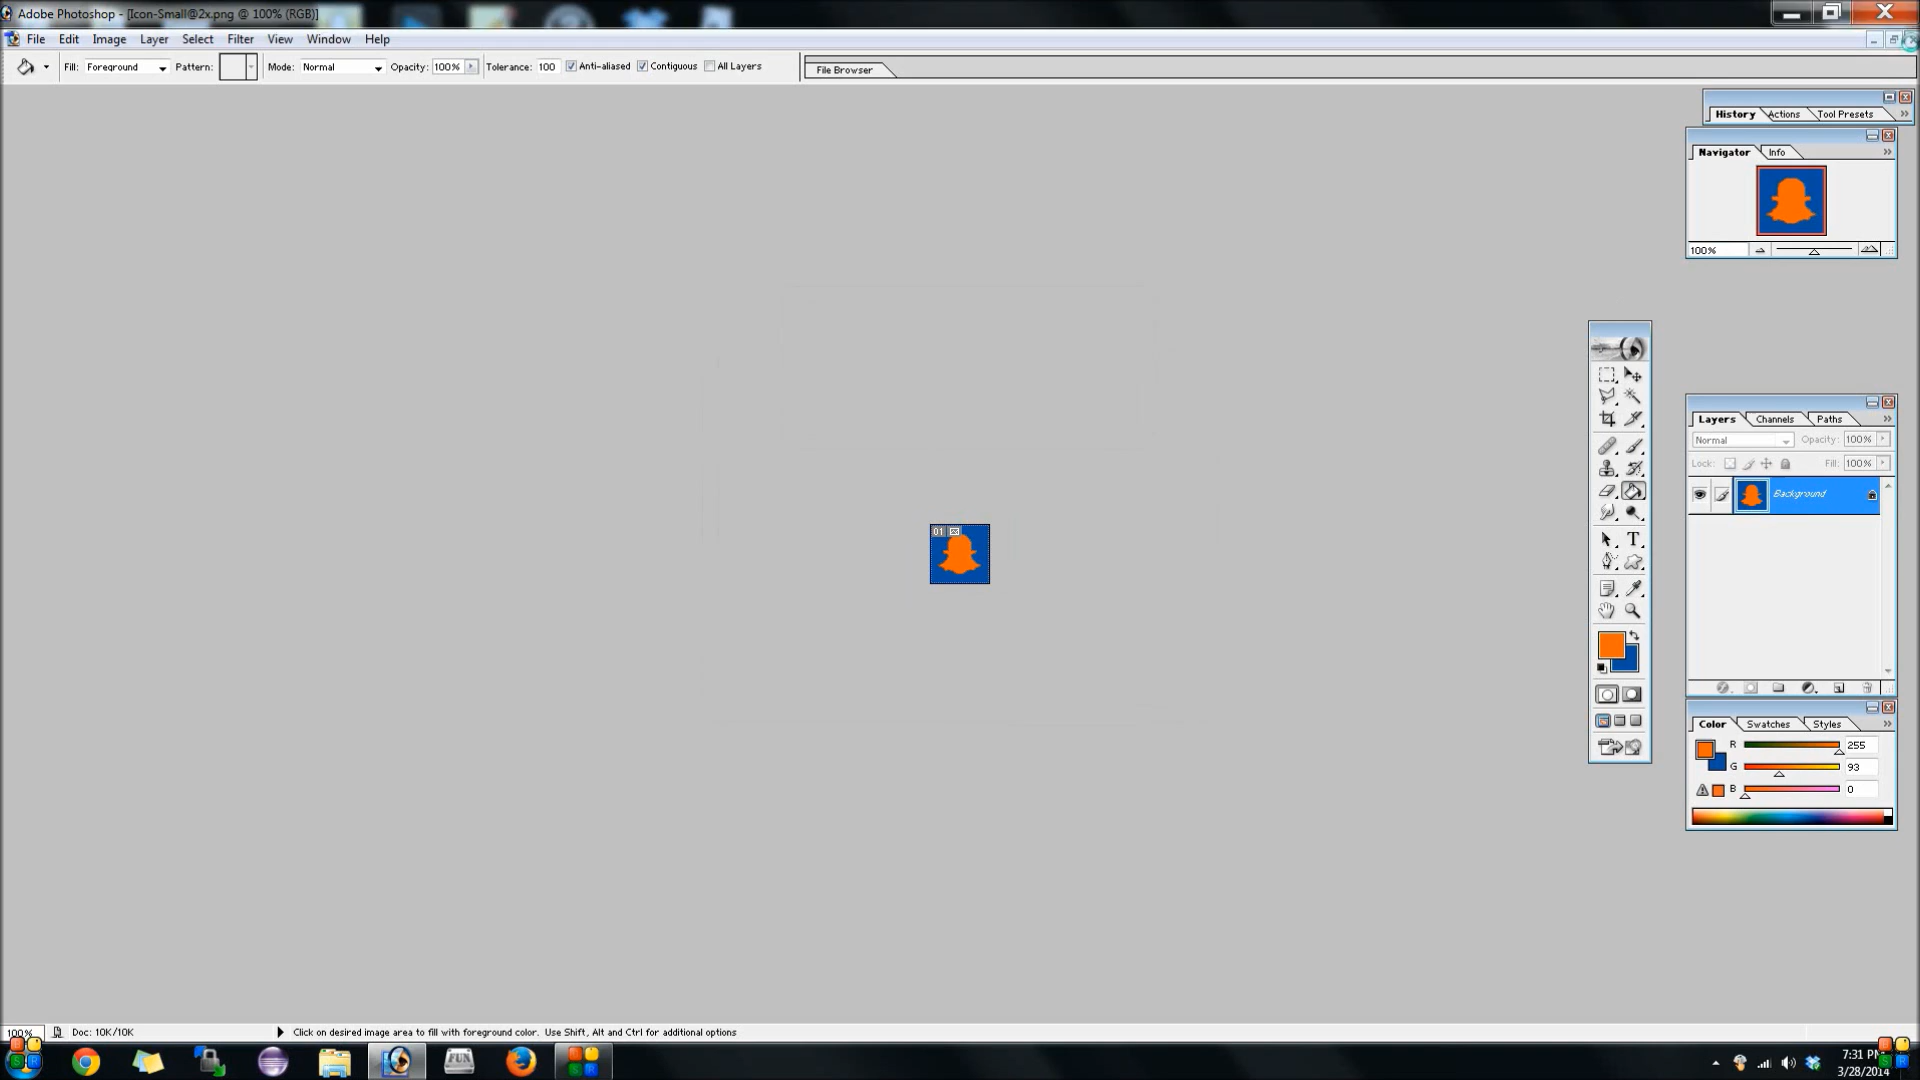 Adobe Photoshop - [Icon-Small@2x.png @ 100% (RGB)]
File Edit Image Layer Select Filter View Window Help
Fill: Foreground Pattern: Mode: Normal Opacity: 100% Tolerance: 100 Anti-aliased Contiguous All Layers File Browser
History Actions Tool Presets
Navigator Info
100%
Layers Channels Paths
Normal Opacity: 100%
Lock: Fill: 100%
Background
01
T
Color Swatches Styles
R 255
G 93
B 0
100% Doc: 10K/10K Click on desired image area to fill with foreground color. Use Shift, Alt and Ctrl for additional options
FUN
7:31 PM
3/28/2014